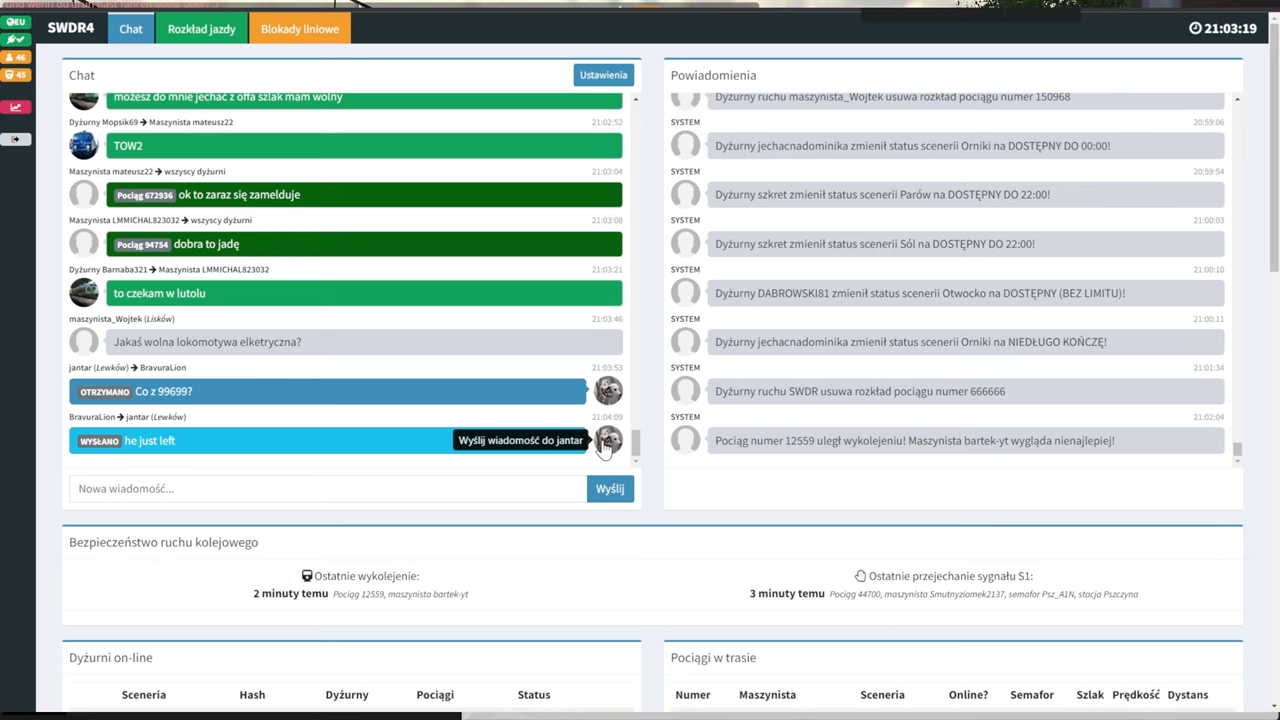 EU
46
45
SWDR4
Chat
Rozkład jazdy
Blokady liniowe
21:03:19
Chat
Ustawienia
możesz do mnie jechać z offa szlak mam wolny
Dyżurny Mopsik69 → Maszynista mateusz22
21:02:52
TOW2
Maszynista mateusz22 → wszyscy dyżurni
21:03:04
Pociąg 672936 ok to zaraz się zamelduje
Maszynista LMMICHAL823032 → wszyscy dyżurni
21:03:08
Pociąg 94754 dobra to jadę
Dyżurny Barnaba321 → Maszynista LMMICHAL823032
21:03:21
to czekam w lutolu
maszynista_Wojtek (Lisków)
21:03:46
Jakaś wolna lokomotywa elketryczna?
jantar (Lewków) → BravuraLion
21:03:53
OTRZYMANO Co z 99699?
BravuraLion → jantar (Lewków)
21:04:09
WYSŁANO he just left
Wyślij wiadomość do jantar
Nowa wiadomość...
Wyślij
Powiadomienia
Dyżurny ruchu maszynista_Wojtek usuwa rozkład pociągu numer 150968
SYSTEM
20:59:06
Dyżurny jechacnadominika zmienił status scenerii Orniki na DOSTĘPNY DO 00:00!
SYSTEM
20:59:54
Dyżurny szkret zmienił status scenerii Parów na DOSTĘPNY DO 22:00!
SYSTEM
21:00:03
Dyżurny szkret zmienił status scenerii Sól na DOSTĘPNY DO 22:00!
SYSTEM
21:00:10
Dyżurny DABROWSKI81 zmienił status scenerii Otwocko na DOSTĘPNY (BEZ LIMITU)!
SYSTEM
21:00:11
Dyżurny jechacnadominika zmienił status scenerii Orniki na NIEDŁUGO KOŃCZĘ!
SYSTEM
21:01:34
Dyżurny ruchu SWDR usuwa rozkład pociągu numer 666666
SYSTEM
21:02:04
Pociąg numer 12559 uległ wykolejeniu! Maszynista bartek-yt wygląda nienajlepiej!
Bezpieczeństwo ruchu kolejowego
Ostatnie wykolejenie:
2 minuty temu Pociąg 12559, maszynista bartek-yt
Ostatnie przejechanie sygnału S1:
3 minuty temu Pociąg 44700, maszynista Smutnyziomek2137, semafor Psz_A1N, stacja Pszczyna
Dyżurni on-line
Sceneria Hash Dyżurny Pociągi Status
Pociągi w trasie
Numer Maszynista Sceneria Online? Semafor Szlak Prędkość Dystans